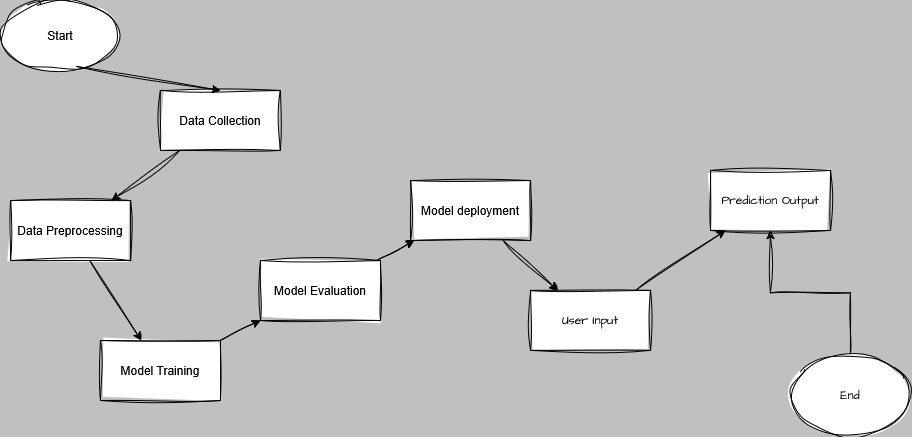 Start
Data Collection
Data Preprocessing
Model Training
Model Evaluation
Model deployment
User Input
Prediction Output
End